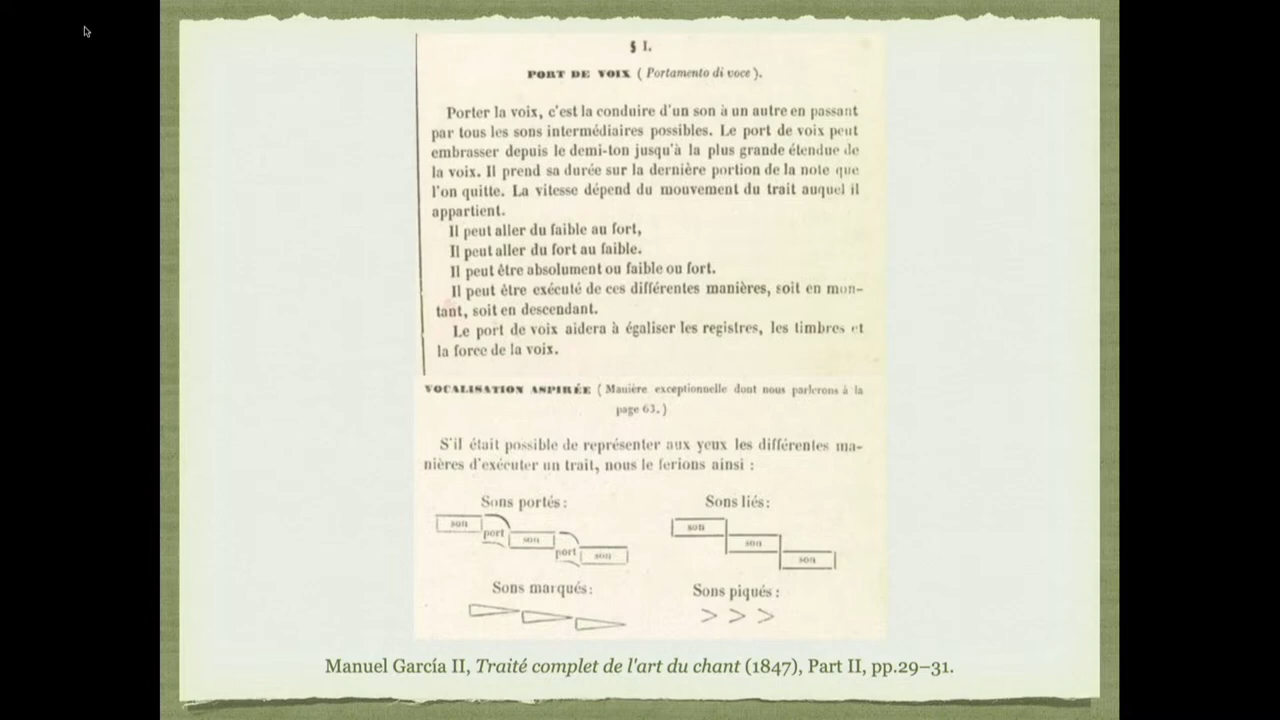 § I.
PORT DE VOIX ( Portamento di voce ).
Porter la voix, c'est la conduire d'un son à un autre en passant
par tous les sons intermédiaires possibles. Le port de voix peut
embrasser depuis le demi-ton jusqu'à la plus grande étendue de
la voix. Il prend sa durée sur la dernière portion de la note que
l'on quitte. La vitesse dépend du mouvement du trait auquel il
appartient.
Il peut aller du faible au fort,
Il peut aller du fort au faible.
Il peut être absolument ou faible ou fort.
Il peut être exécuté de ces différentes manières, soit en mon-
tant, soit en descendant.
Le port de voix aidera à égaliser les registres, les timbres et
la force de la voix.
VOCALISATION ASPIRÉE ( Manière exceptionnelle dont nous parlerons à la
page 63. )
S'il était possible de représenter aux yeux les différentes ma-
nières d'exécuter un trait, nous le ferions ainsi :
Sons portés :
son port son port son
Sons liés :
son son son
Sons marqués :
Sons piqués :
> > >
Manuel García II, Traité complet de l'art du chant (1847), Part II, pp.29–31.